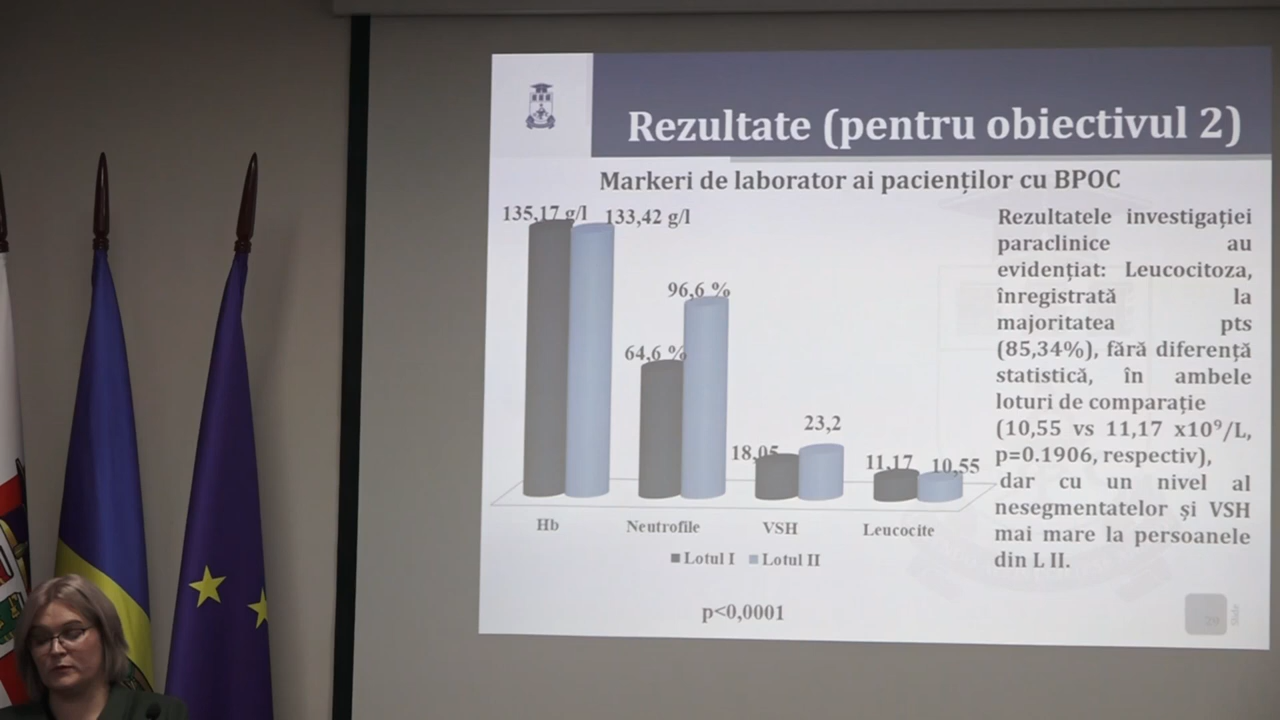 Rezultate (pentru obiectivul 2)
Markeri de laborator ai pacienților cu BPOC
135,17 g/l
133,42 g/l
96,6 %
64,6 %
18,05
23,2
11,17
10,55
Hb
Neutrofile
VSH
Leucocite
Lotul I
Lotul II
p<0,0001
Rezultatele investigației
paraclinice au
evidențiat: Leucocitoza,
înregistrată la
majoritatea pts
(85,34%), fără diferență
statistică, în ambele
loturi de comparație
(10,55 vs 11,17 x10⁹/L,
p=0.1906, respectiv),
dar cu un nivel al
nesegmentatelor și VSH
mai mare la persoanele
din L II.
Slide